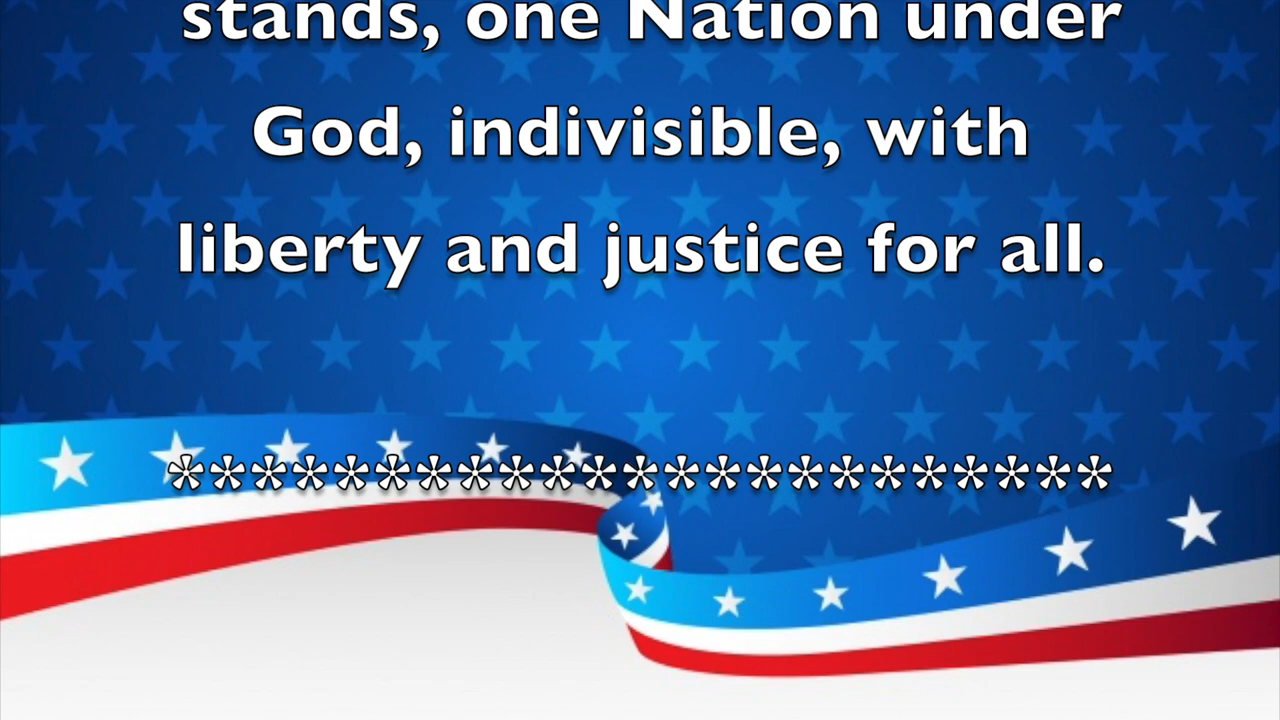 stands, one Nation under
God, indivisible, with
liberty and justice for all.
***********************